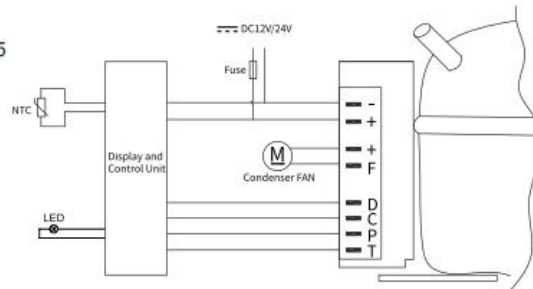 5
DC12V/24V
Fuse
NTC
Display and
Control Unit
M
Condenser FAN
LED
-
+
+
F
D
C
P
T